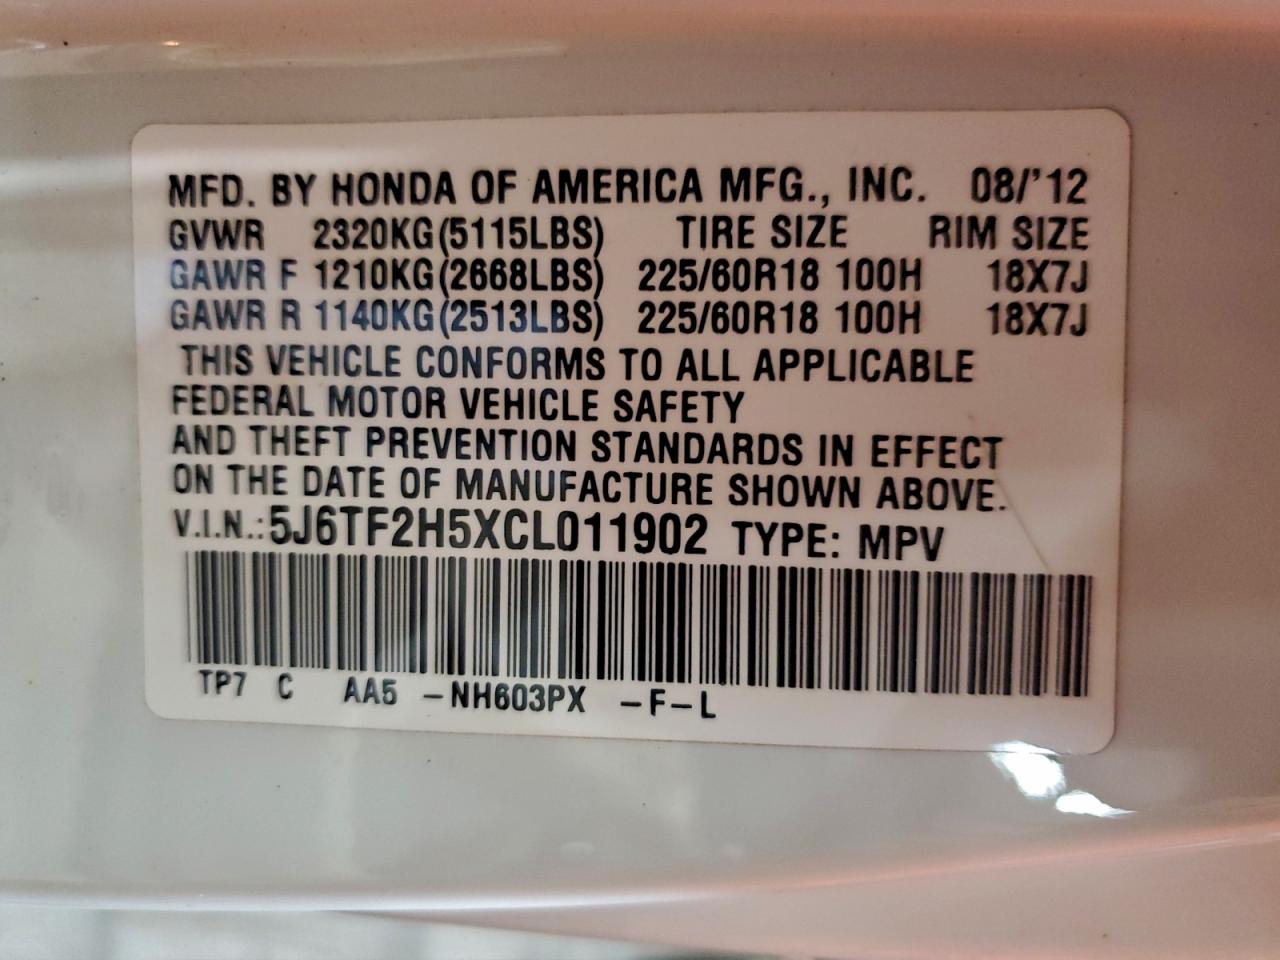 MFD. BY HONDA OF AMERICA MFG., INC. 08/'12
GVWR 2320KG(5115LBS) TIRE SIZE RIM SIZE
GAWR F 1210KG(2668LBS) 225/60R18 100H 18X7J
GAWR R 1140KG(2513LBS) 225/60R18 100H 18X7J
THIS VEHICLE CONFORMS TO ALL APPLICABLE
FEDERAL MOTOR VEHICLE SAFETY
AND THEFT PREVENTION STANDARDS IN EFFECT
ON THE DATE OF MANUFACTURE SHOWN ABOVE.
V.I.N.:5J6TF2H5XCL011902 TYPE: MPV
TP7 C AA5 -NH603PX -F-L